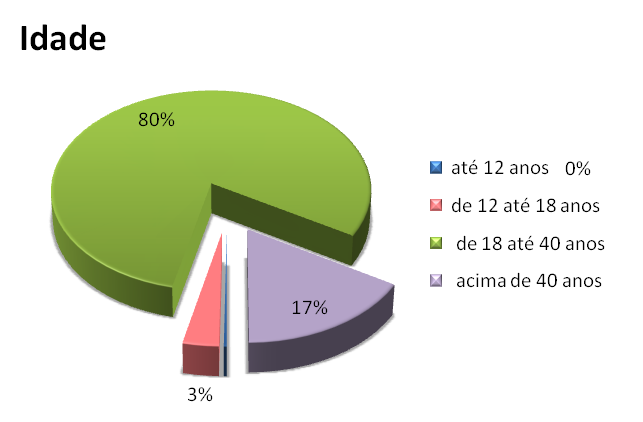 Idade
80%
até 12 anos 0%
de 12 até 18 anos
de 18 até 40 anos
acima de 40 anos
17%
3%